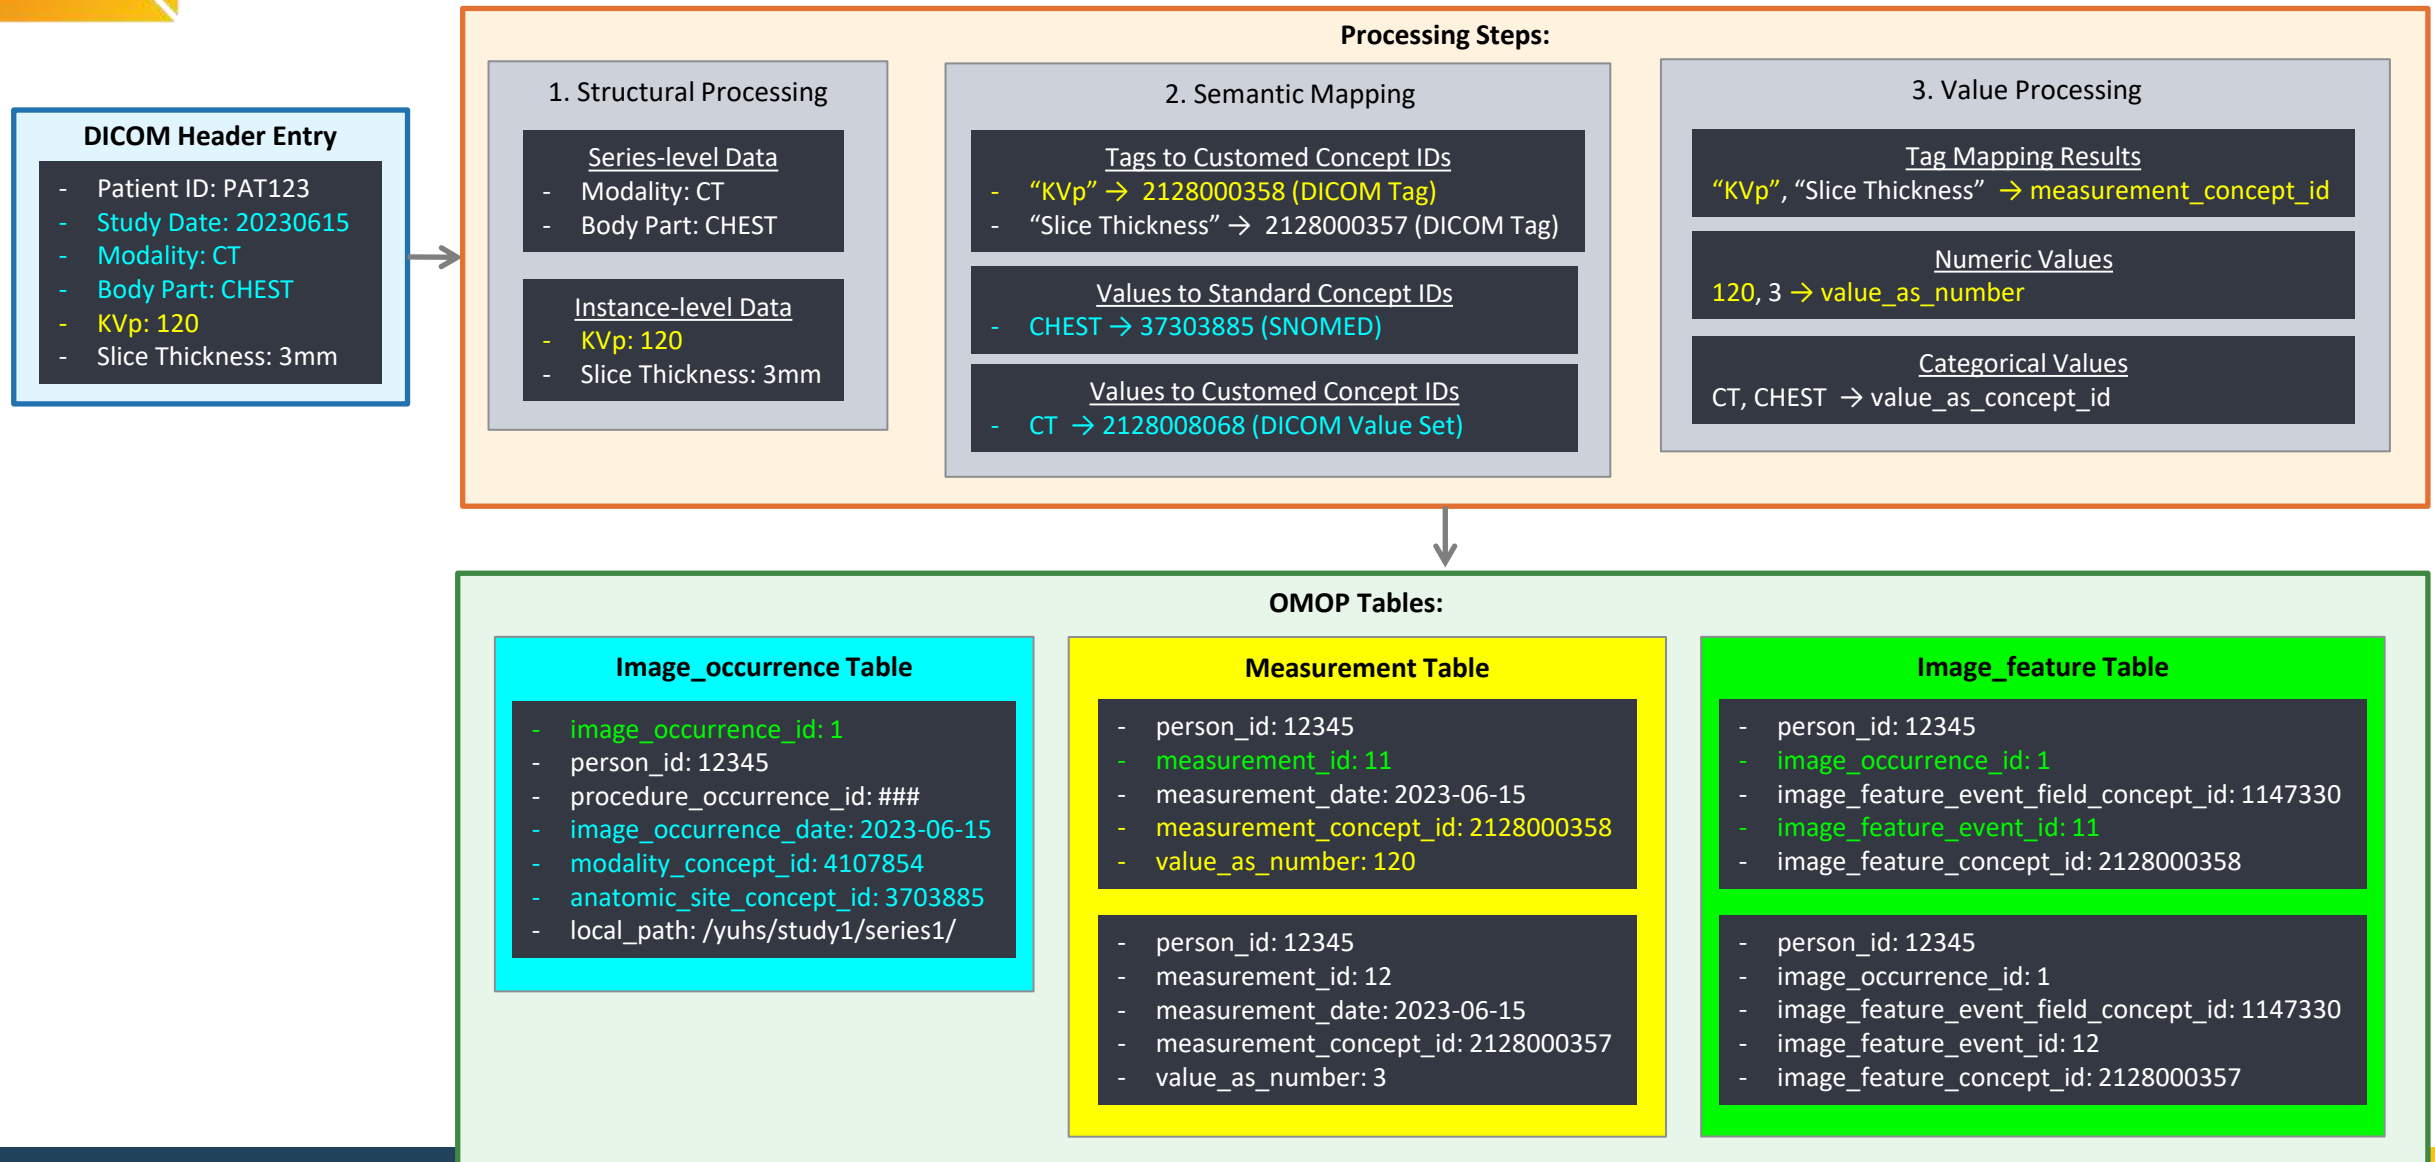 DICOM Header Entry
- Patient ID: PAT123
- Study Date: 20230615
- Modality: CT
- Body Part: CHEST
- KVp: 120
- Slice Thickness: 3mm
Processing Steps:
1. Structural Processing
Series-level Data
- Modality: CT
- Body Part: CHEST
Instance-level Data
- KVp: 120
- Slice Thickness: 3mm
2. Semantic Mapping
Tags to Customed Concept IDs
- “KVp” → 2128000358 (DICOM Tag)
- “Slice Thickness” → 2128000357 (DICOM Tag)
Values to Standard Concept IDs
- CHEST → 37303885 (SNOMED)
Values to Customed Concept IDs
- CT → 2128008068 (DICOM Value Set)
3. Value Processing
Tag Mapping Results
“KVp”, “Slice Thickness” → measurement_concept_id
Numeric Values
120, 3 → value_as_number
Categorical Values
CT, CHEST → value_as_concept_id
OMOP Tables:
Image_occurrence Table
- image_occurrence_id: 1
- person_id: 12345
- procedure_occurrence_id: ###
- image_occurrence_date: 2023-06-15
- modality_concept_id: 4107854
- anatomic_site_concept_id: 3703885
- local_path: /yuhs/study1/series1/
Measurement Table
- person_id: 12345
- measurement_id: 11
- measurement_date: 2023-06-15
- measurement_concept_id: 2128000358
- value_as_number: 120
- person_id: 12345
- measurement_id: 12
- measurement_date: 2023-06-15
- measurement_concept_id: 2128000357
- value_as_number: 3
Image_feature Table
- person_id: 12345
- image_occurrence_id: 1
- image_feature_event_field_concept_id: 1147330
- image_feature_event_id: 11
- image_feature_concept_id: 2128000358
- person_id: 12345
- image_occurrence_id: 1
- image_feature_event_field_concept_id: 1147330
- image_feature_event_id: 12
- image_feature_concept_id: 2128000357